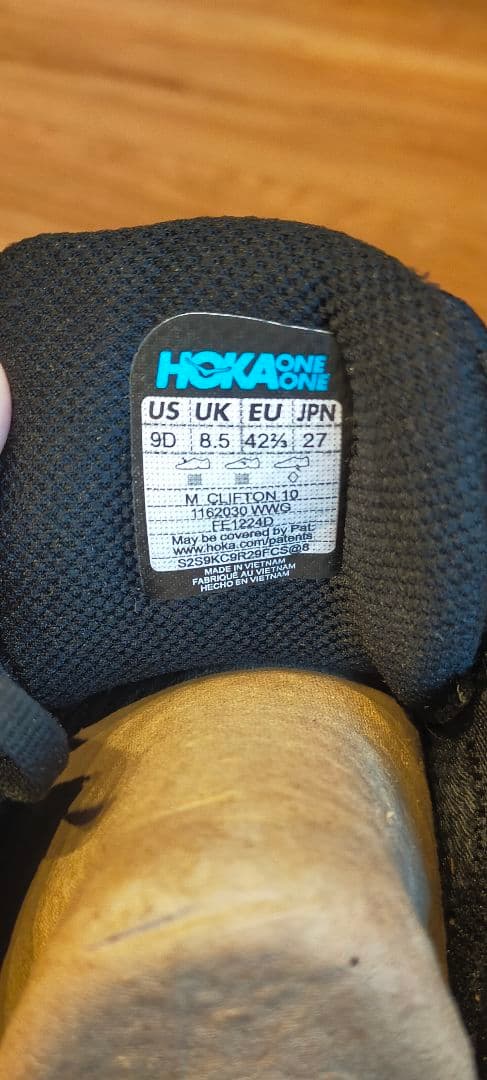 HOKA ONE ONE
US UK EU JPN
9D 8.5 42⅔ 27
M CLIFTON 10
1162030 WWG
FF1224D
May be covered by Pat:
www.hoka.com/patents
S2S9KC9R29FCS@8
MADE IN VIETNAM
FABRIQUÉ AU VIETNAM
HECHO EN VIETNAM